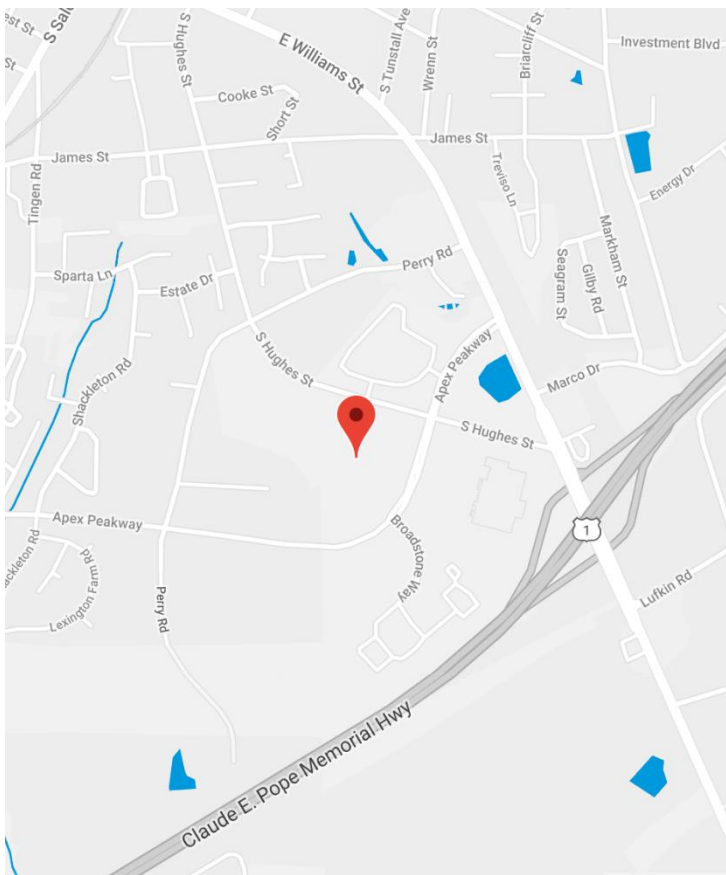 est St
S Salem
S Hughes St
E Williams St
S Tunstall Ave
Wrenn St
Briarcliff St
Investment Blvd
St
Cooke St
Short St
James St
James St
Tingen Rd
Treviso Ln
Energy Dr
Markham St
Perry Rd
Sparta Ln
Estate Dr
Seagram St
Gilby Rd
S Hughes St
Apex Peakway
Shackleton Rd
Marco Dr
S Hughes St
Apex Peakway
Broadstone
Way
1
hackleton Rd
Lexington Farm
Rd
Perry Rd
Lufkin Rd
Claude E. Pope Memorial Hwy